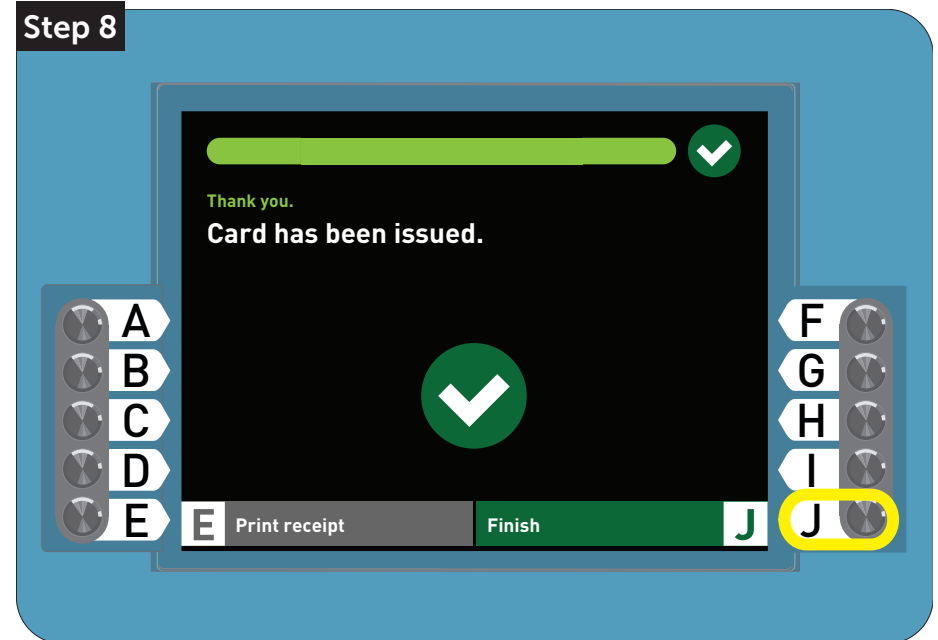 Step 8
Thank you.
Card has been issued.
A
B
C
D
E
F
G
H
I
J
E Print receipt
Finish J